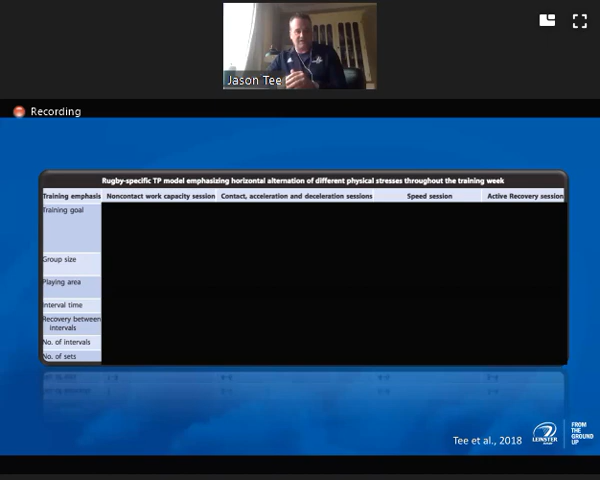 Jason Tee
Recording
Rugby-specific TP model emphasizing horizontal alternation of different physical stresses throughout the training week
Training emphasis Noncontact work capacity session Contact, acceleration and deceleration sessions Speed session Active Recovery session
Training goal
Group size
Playing area
Interval time
Recovery between
intervals
No. of intervals
No. of sets
Tee et al., 2018
LEINSTER
FROM
THE
GROUND
UP